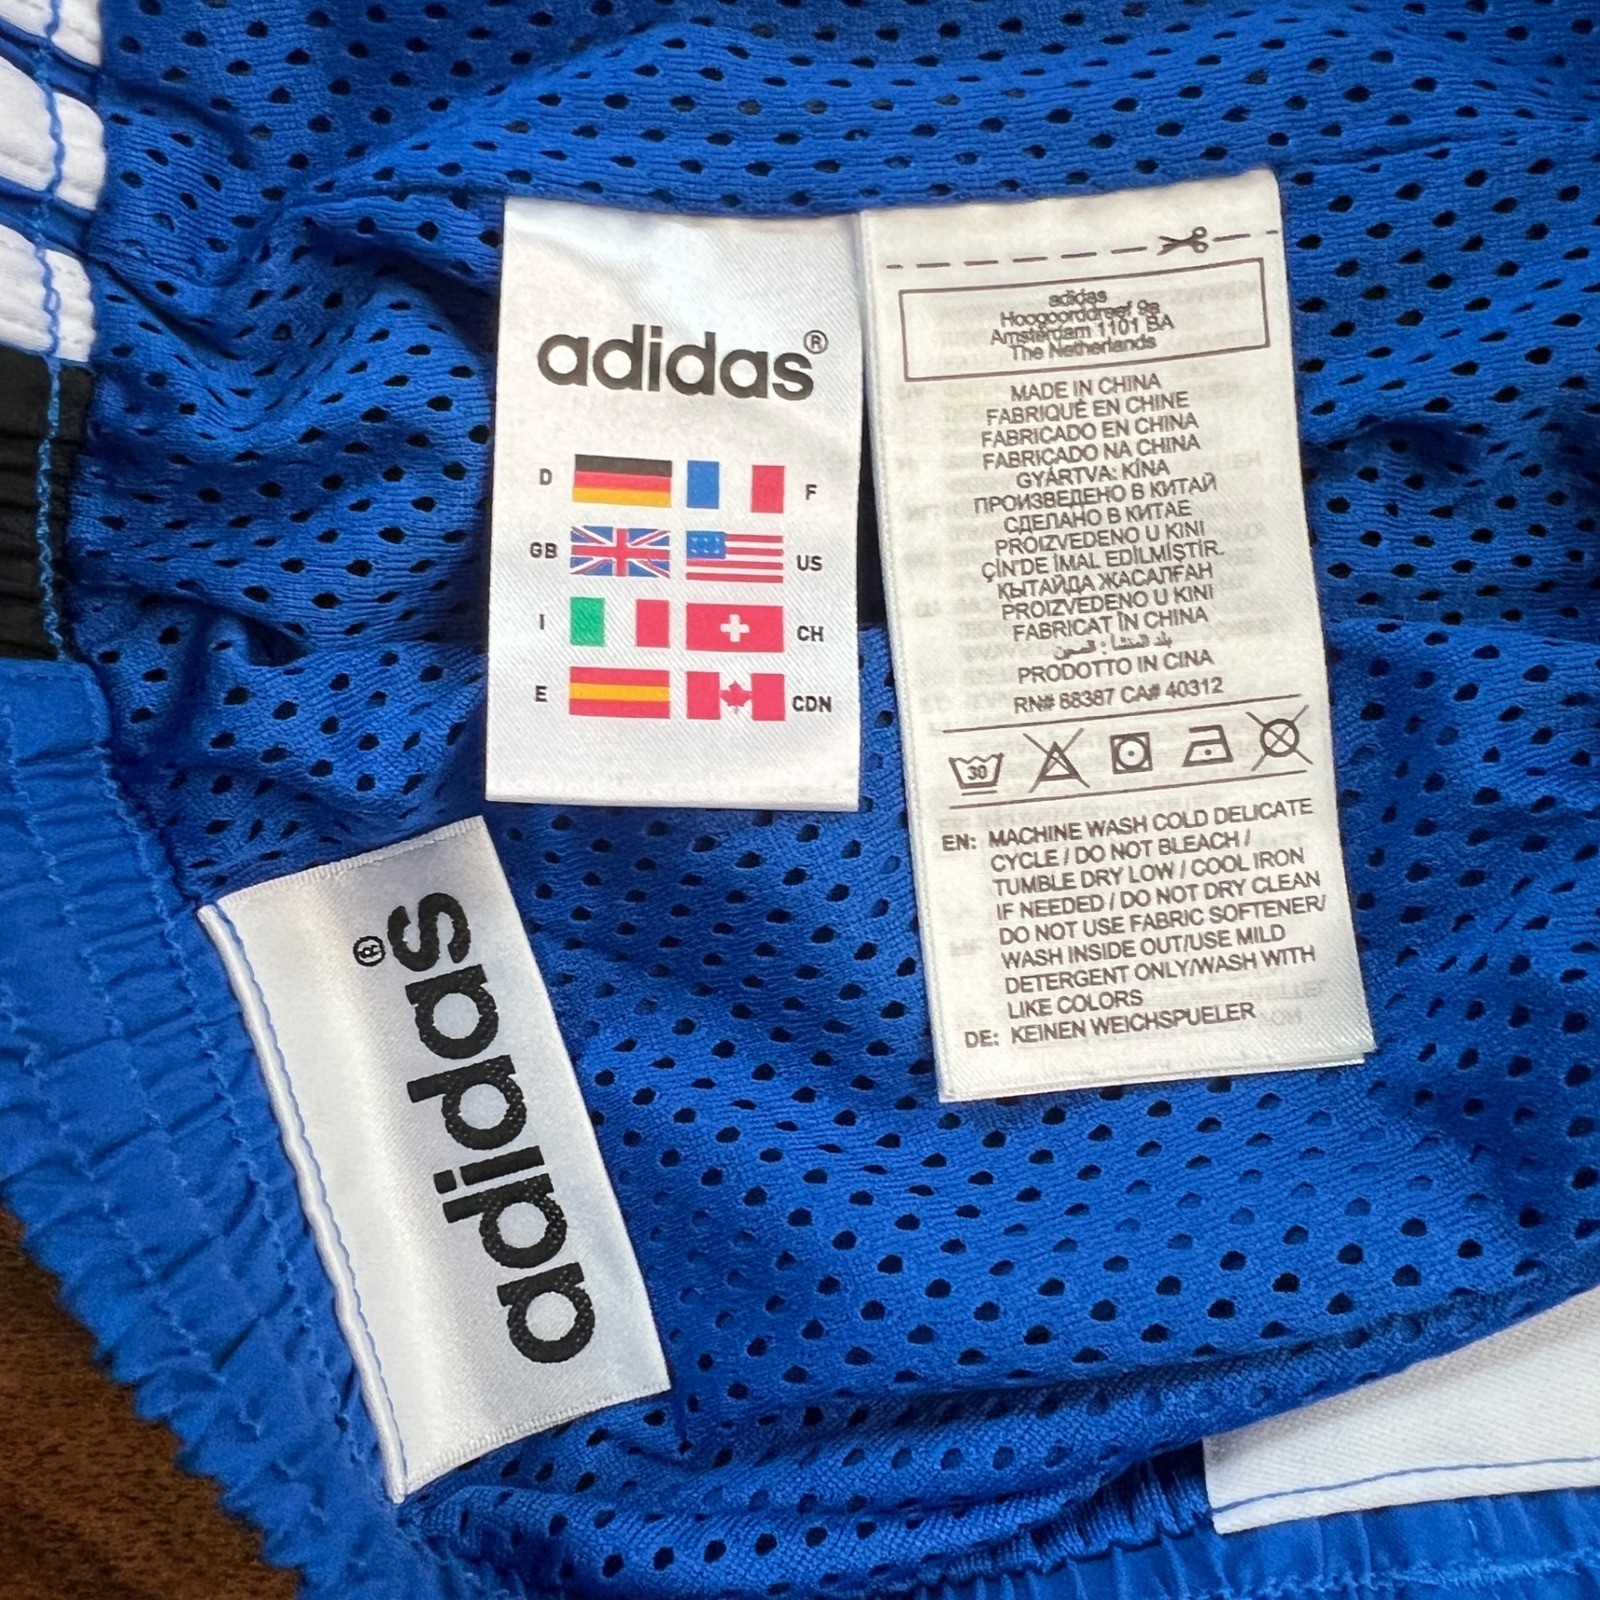 adidas®
D F
GB US
I CH
E CDN
adidas
Hoogoorddreef 9a
Amsterdam 1101 BA
The Netherlands
MADE IN CHINA
FABRIQUÉ EN CHINE
FABRICADO EN CHINA
FABRICADO NA CHINA
GYÁRTVA: KÍNA
ПРОИЗВЕДЕНО В КИТАЙ
СДЕЛАНО В КИТАЕ
PROIZVEDENO U KINI
ÇİN'DE İMAL EDİLMİŞTİR.
ҚЫТАЙДА ЖАСАЛҒАН
PROIZVEDENO U KINI
FABRICAT ÎN CHINA
بلد المنشأ : الصين
PRODOTTO IN CINA
RN# 88387 CA# 40312
30
EN: MACHINE WASH COLD DELICATE
CYCLE / DO NOT BLEACH /
TUMBLE DRY LOW / COOL IRON
IF NEEDED / DO NOT DRY CLEAN
DO NOT USE FABRIC SOFTENER/
WASH INSIDE OUT/USE MILD
DETERGENT ONLY/WASH WITH
LIKE COLORS
DE: KEINEN WEICHSPUELER
adidas®